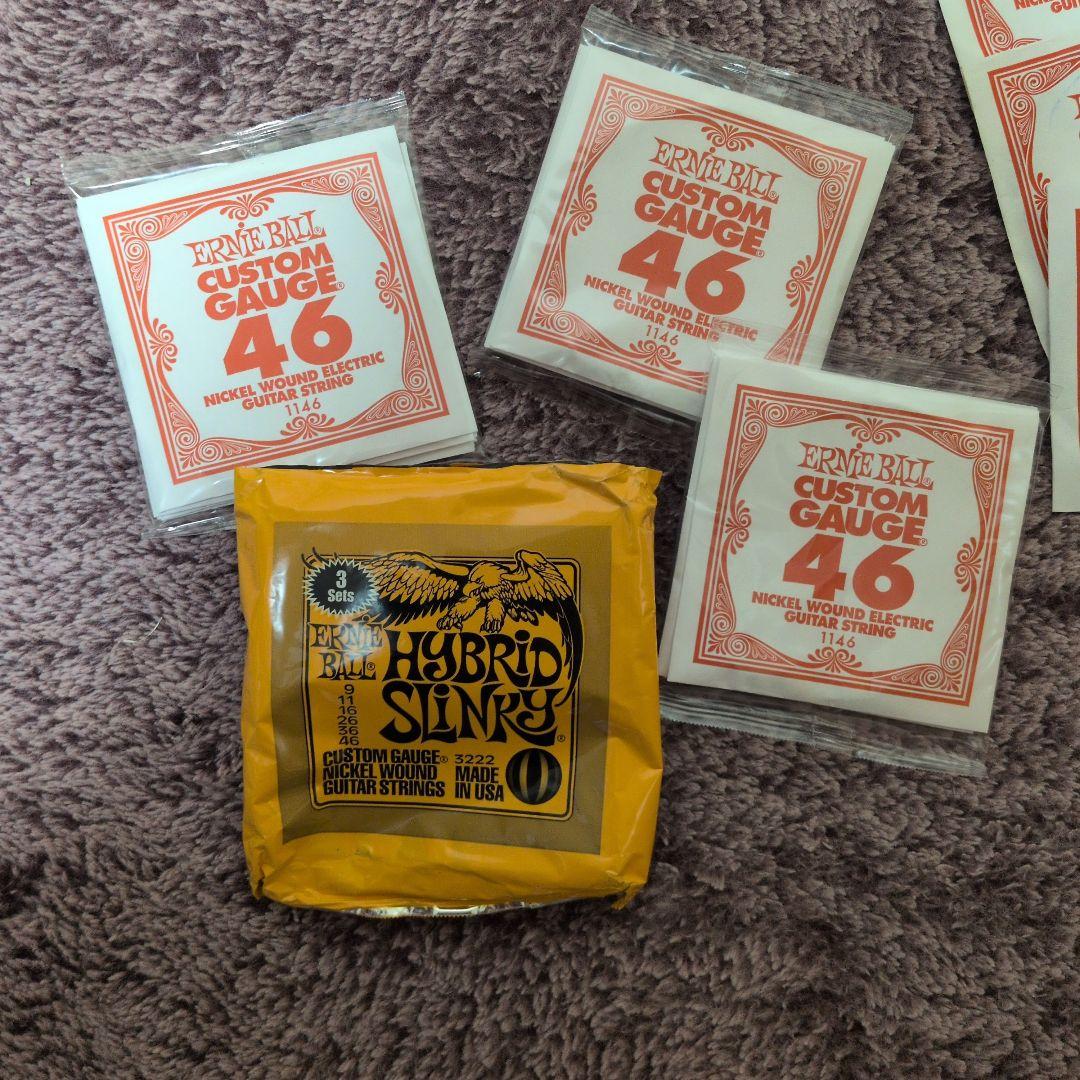 ERNIE BALL®
CUSTOM
GAUGE®
46
NICKEL WOUND ELECTRIC
GUITAR STRING
1146
ERNIE BALL®
CUSTOM
GAUGE®
46
NICKEL WOUND ELECTRIC
GUITAR STRING
1146
ERNIE BALL®
CUSTOM
GAUGE®
46
NICKEL WOUND ELECTRIC
GUITAR STRING
1146
3
Sets
ERNIE
BALL®
HYBRID
SLINKY®
9
11
16
26
36
46
CUSTOM GAUGE®
NICKEL WOUND
GUITAR STRINGS
3222
MADE
IN USA